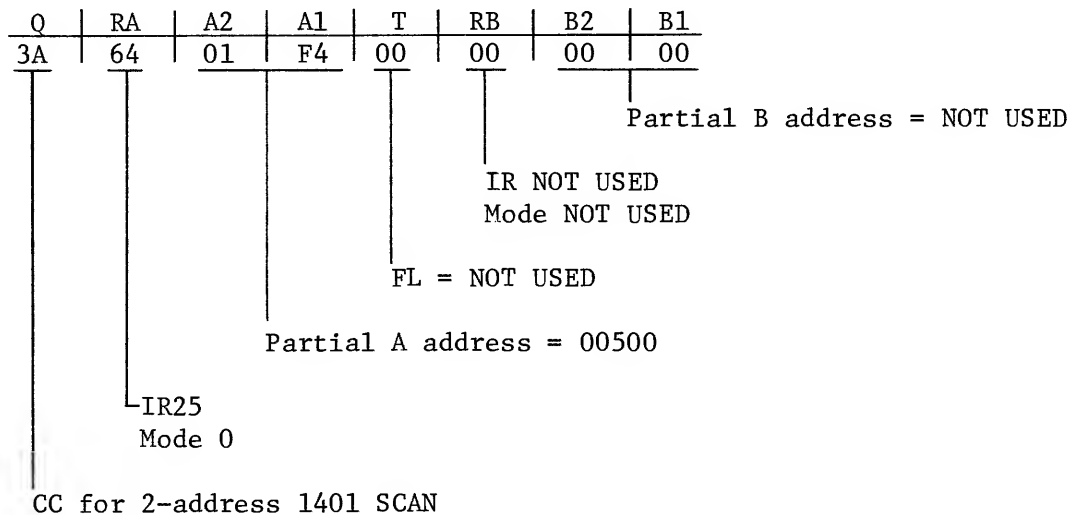 Q | RA | A2 | A1 | T | RB | B2 | B1
3A | 64 | 01 | F4 | 00 | 00 | 00 | 00
Partial B address = NOT USED
IR NOT USED
Mode NOT USED
FL = NOT USED
Partial A address = 00500
IR25
Mode 0
CC for 2-address 1401 SCAN